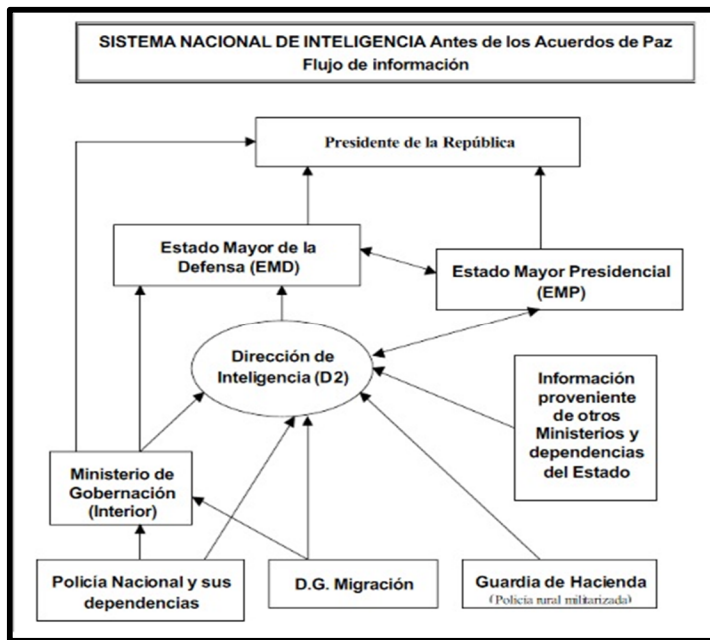 SISTEMA NACIONAL DE INTELIGENCIA Antes de los Acuerdos de Paz
Flujo de información
Presidente de la República
Estado Mayor de la
Defensa (EMD)
Estado Mayor Presidencial
(EMP)
Dirección de
Inteligencia (D2)
Información
proveniente
de otros
Ministerios y
dependencias
del Estado
Ministerio de
Gobernación
(Interior)
Policía Nacional y sus
dependencias
D.G. Migración
Guardia de Hacienda
(Policía rural militarizada)